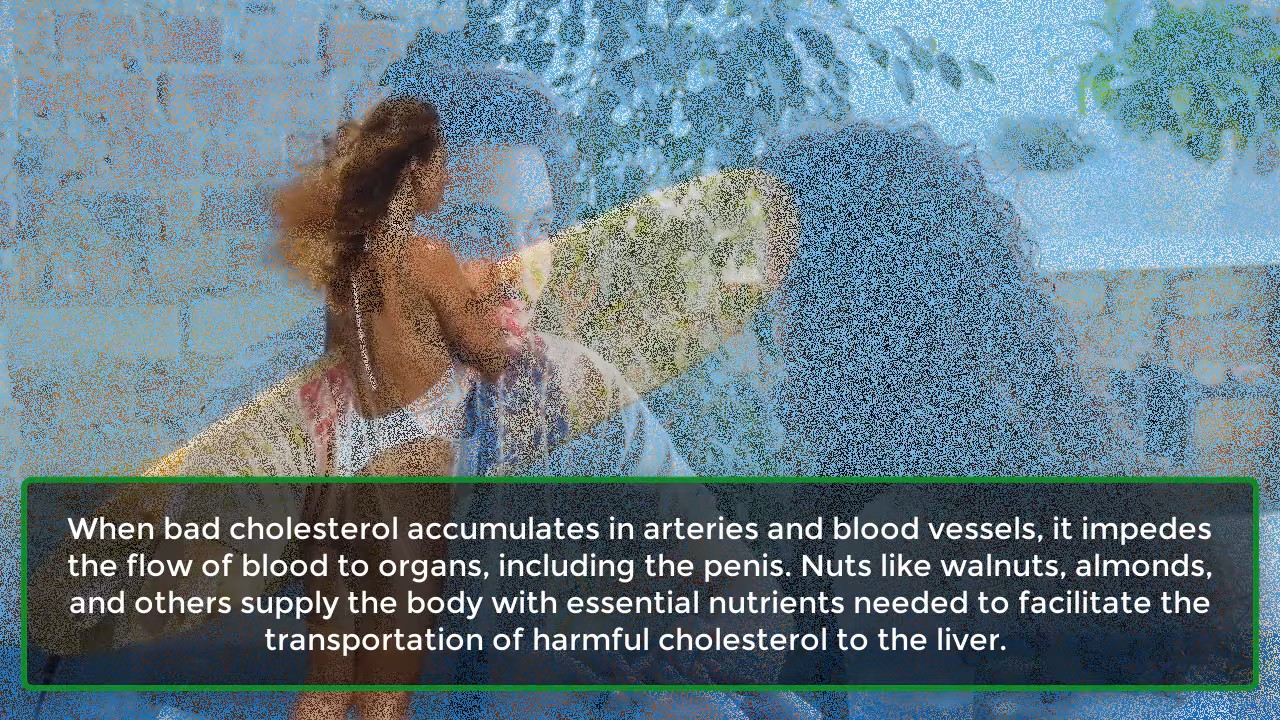 When bad cholesterol accumulates in arteries and blood vessels, it impedes
the flow of blood to organs, including the penis. Nuts like walnuts, almonds,
and others supply the body with essential nutrients needed to facilitate the
transportation of harmful cholesterol to the liver.